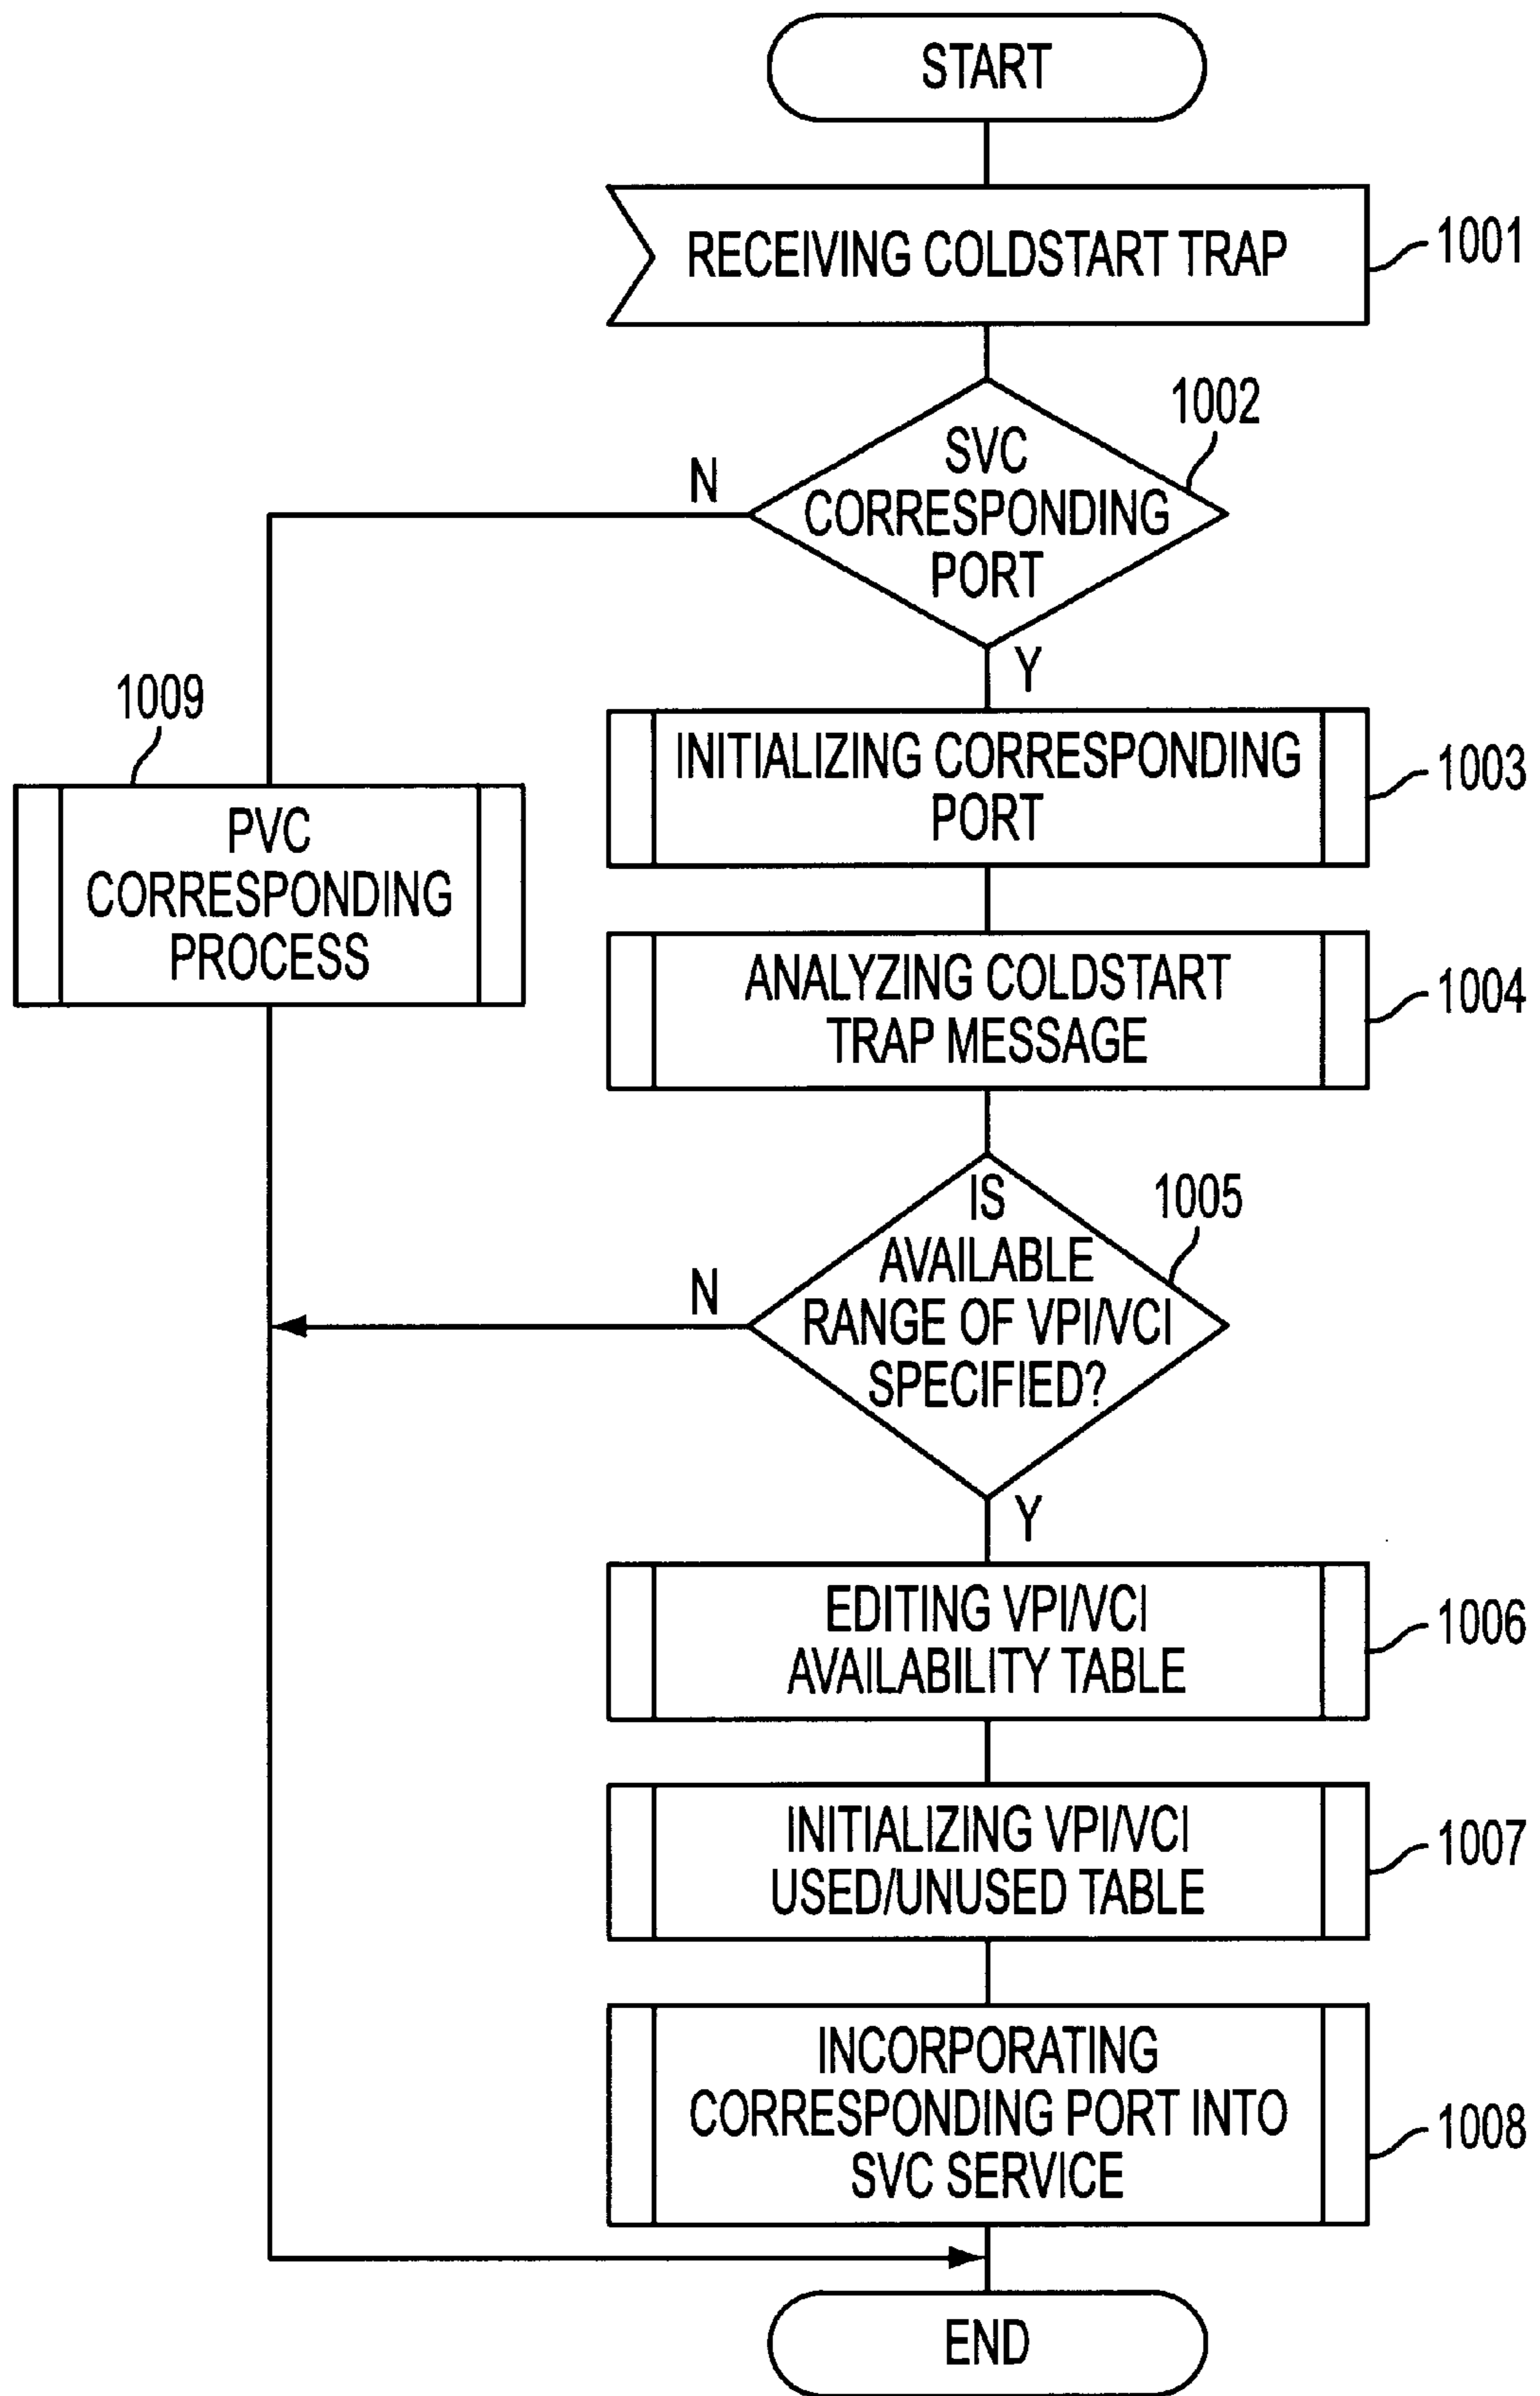 START
RECEIVING COLDSTART TRAP
1001
1002
SVC
CORRESPONDING
PORT
N
Y
1009
PVC
CORRESPONDING
PROCESS
INITIALIZING CORRESPONDING
PORT
1003
ANALYZING COLDSTART
TRAP MESSAGE
1004
1005
IS
AVAILABLE
RANGE OF VPI/VCI
SPECIFIED?
N
Y
EDITING VPI/VCI
AVAILABILITY TABLE
1006
INITIALIZING VPI/VCI
USED/UNUSED TABLE
1007
INCORPORATING
CORRESPONDING PORT INTO
SVC SERVICE
1008
END